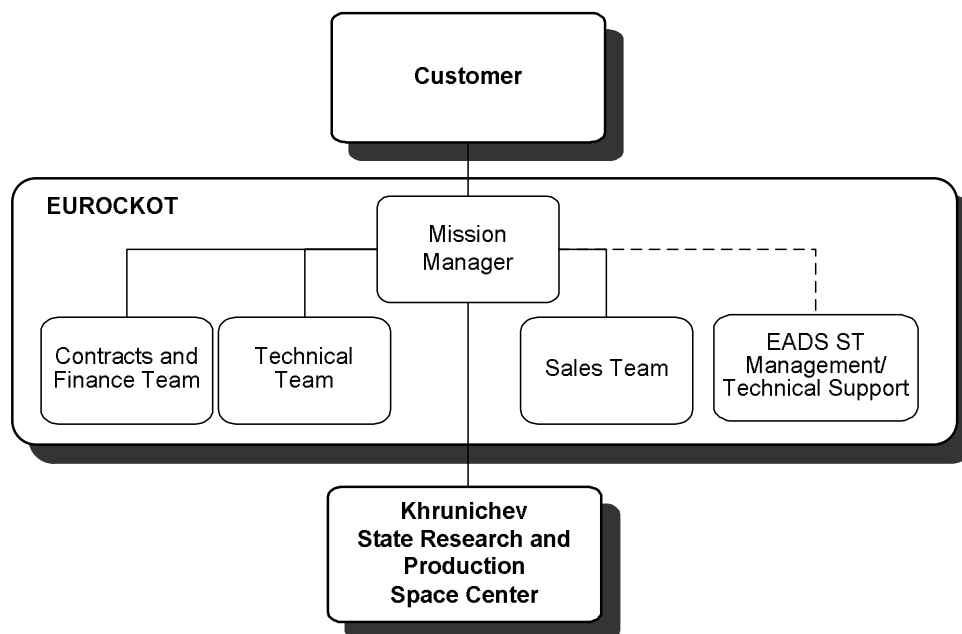 Customer
EUROCKOT
Mission
Manager
Contracts and
Finance Team
Technical
Team
Sales Team
EADS ST
Management/
Technical Support
Khrunichev
State Research and
Production
Space Center